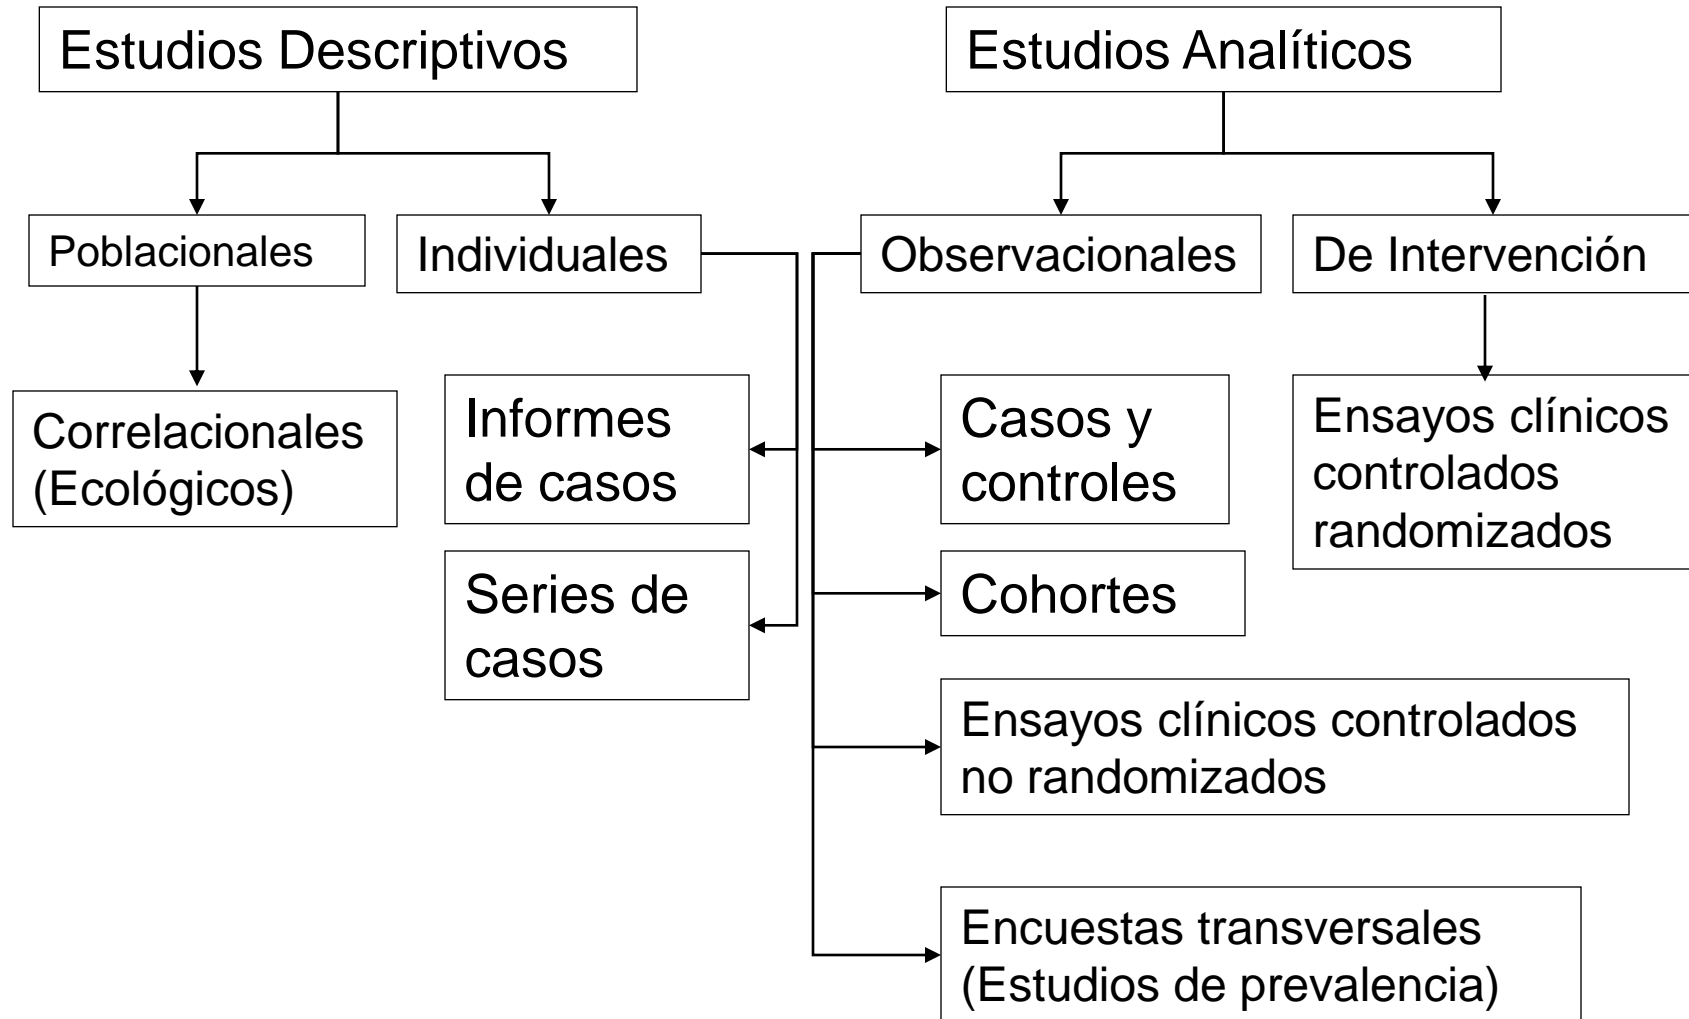 Estudios Descriptivos
Estudios Analíticos
Poblacionales
Individuales
Observacionales
De Intervención
Correlacionales
(Ecológicos)
Informes
de casos
Series de
casos
Casos y
controles
Cohortes
Ensayos clínicos controlados
no randomizados
Encuestas transversales
(Estudios de prevalencia)
Ensayos clínicos
controlados
randomizados